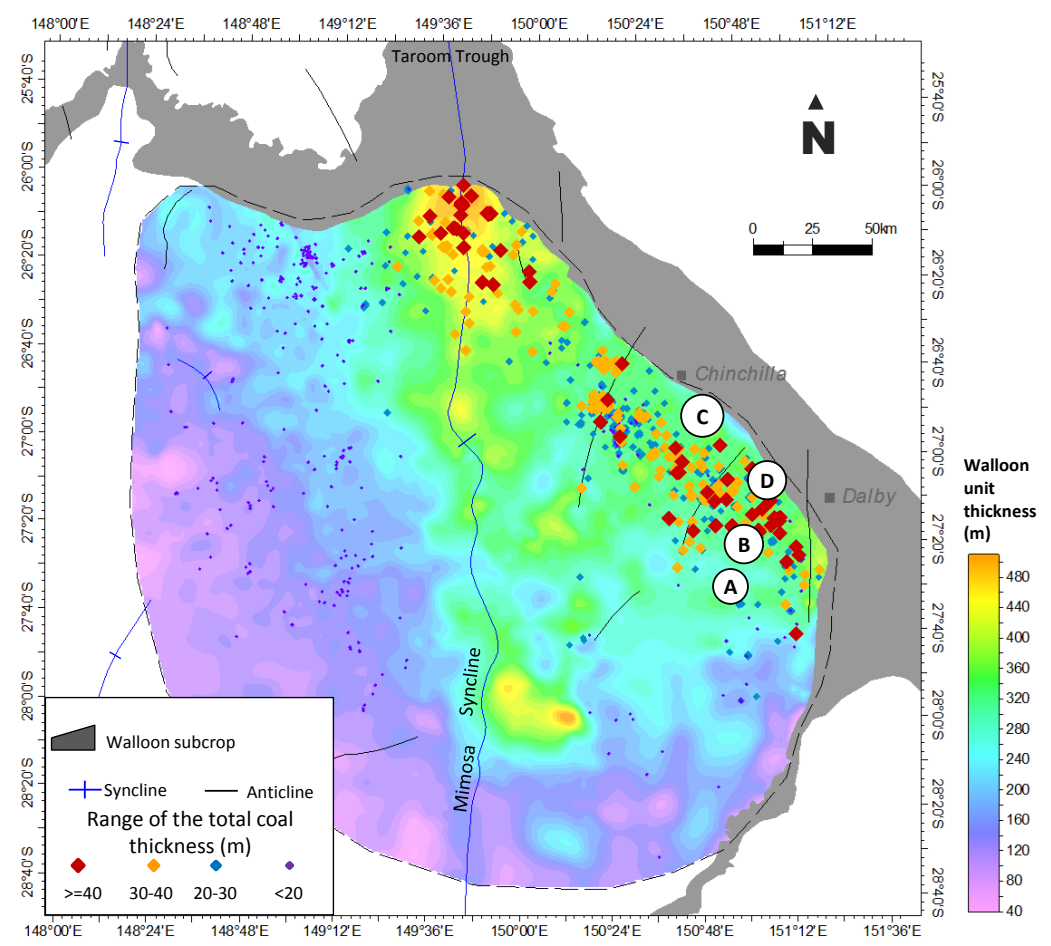 148°00'E 148°24'E 148°48'E 149°12'E 149°36'E 150°00'E 150°24'E 150°48'E 151°12'E
Taroom Trough
25°40'S
25°40'S
N
26°00'S
26°00'S
0 25 50km
26°20'S
26°20'S
26°40'S
26°40'S
Chinchilla
C
27°00'S
27°00'S
D
Dalby
Walloon
unit
thickness
(m)
27°20'S
27°20'S
B
A
480
440
400
360
320
280
240
200
160
120
80
40
27°40'S
27°40'S
Mimosa Syncline
28°00'S
28°00'S
Walloon subcrop
28°20'S
28°20'S
Syncline Anticline
Range of the total coal
thickness (m)
>=40 30-40 20-30 <20
28°40'S
28°40'S
148°00'E 148°24'E 148°48'E 149°12'E 149°36'E 150°00'E 150°24'E 150°48'E 151°12'E 151°36'E